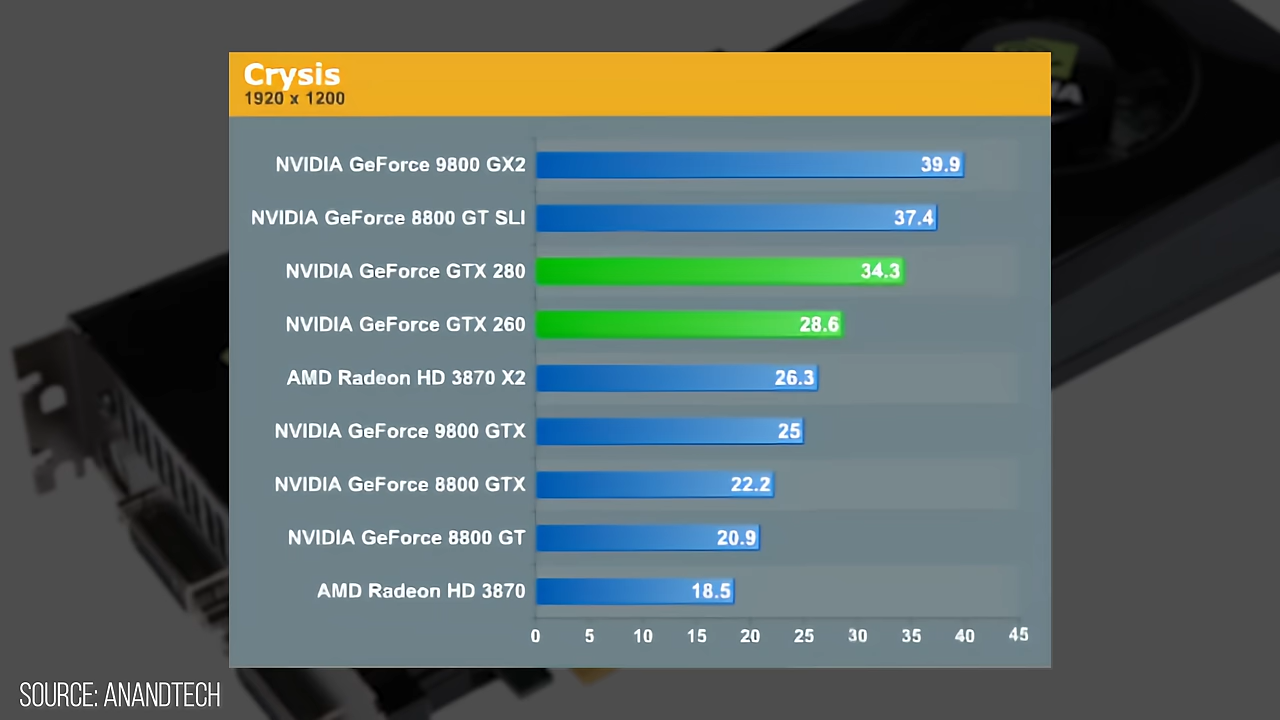 Crysis
1920 x 1200
NVIDIA GeForce 9800 GX2 39.9
NVIDIA GeForce 8800 GT SLI 37.4
NVIDIA GeForce GTX 280 34.3
NVIDIA GeForce GTX 260 28.6
AMD Radeon HD 3870 X2 26.3
NVIDIA GeForce 9800 GTX 25
NVIDIA GeForce 8800 GTX 22.2
NVIDIA GeForce 8800 GT 20.9
AMD Radeon HD 3870 18.5
0 5 10 15 20 25 30 35 40 45
SOURCE: ANANDTECH